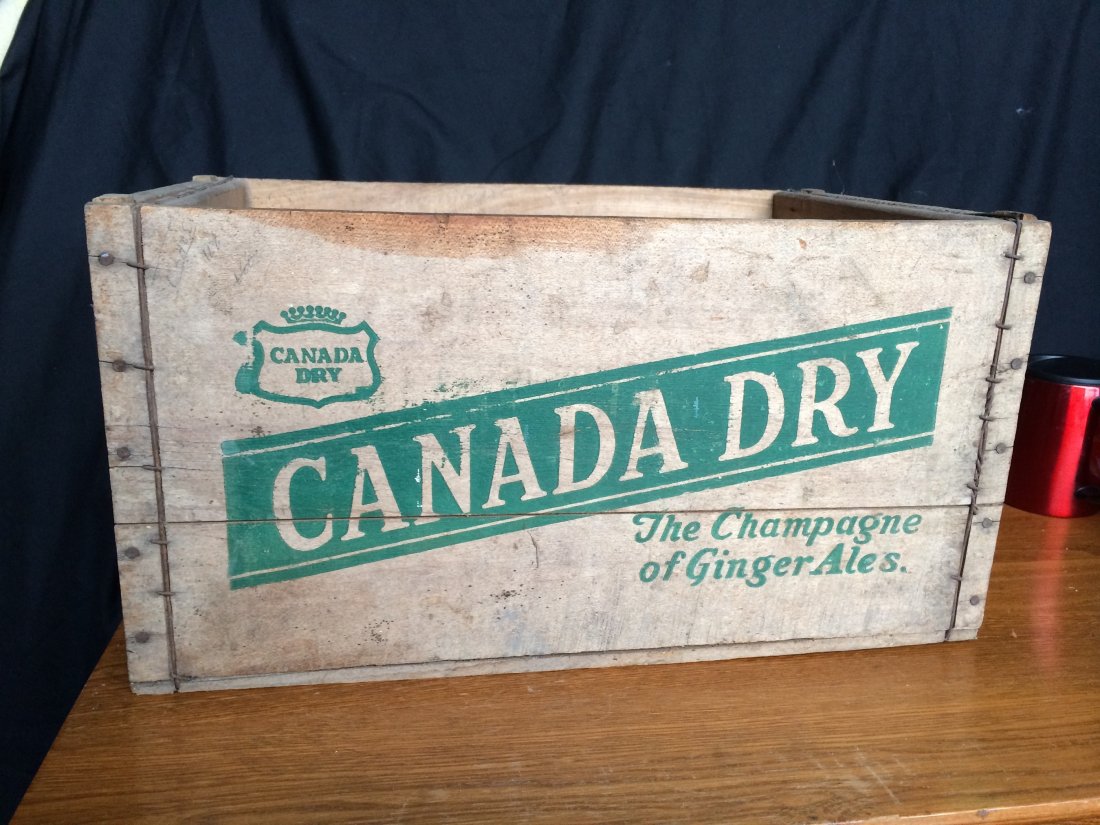 CANADA
DRY
CANADA DRY
The Champagne
of Ginger Ales.